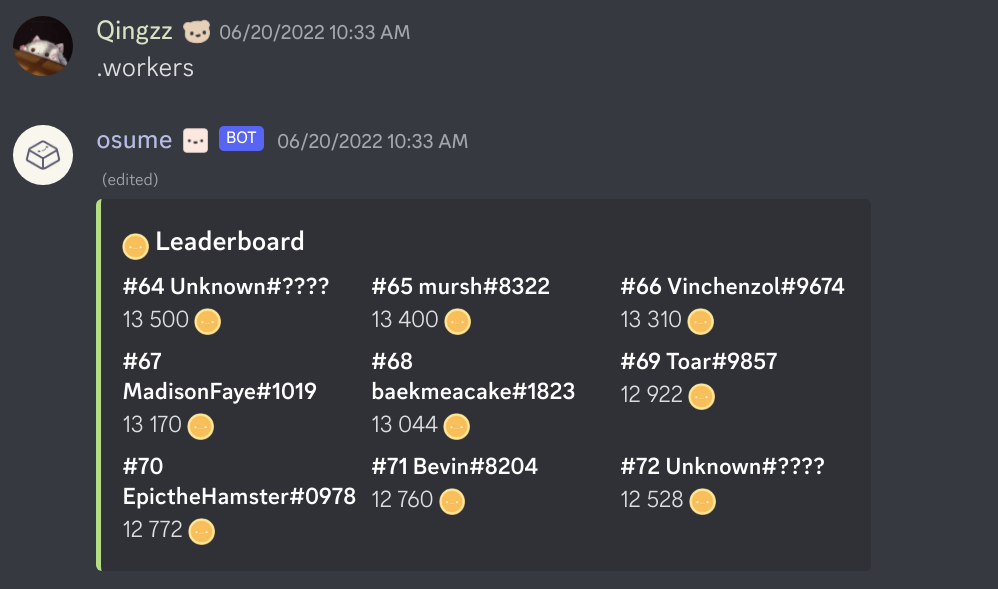 Qingzz 06/20/2022 10:33 AM
.workers
osume BOT 06/20/2022 10:33 AM
(edited)
Leaderboard
#64 Unknown#????
13 500
#65 mursh#8322
13 400
#66 Vinchenzol#9674
13 310
#67
MadisonFaye#1019
13 170
#68
baekmeacake#1823
13 044
#69 Toar#9857
12 922
#70
EpictheHamster#0978
12 772
#71 Bevin#8204
12 760
#72 Unknown#????
12 528